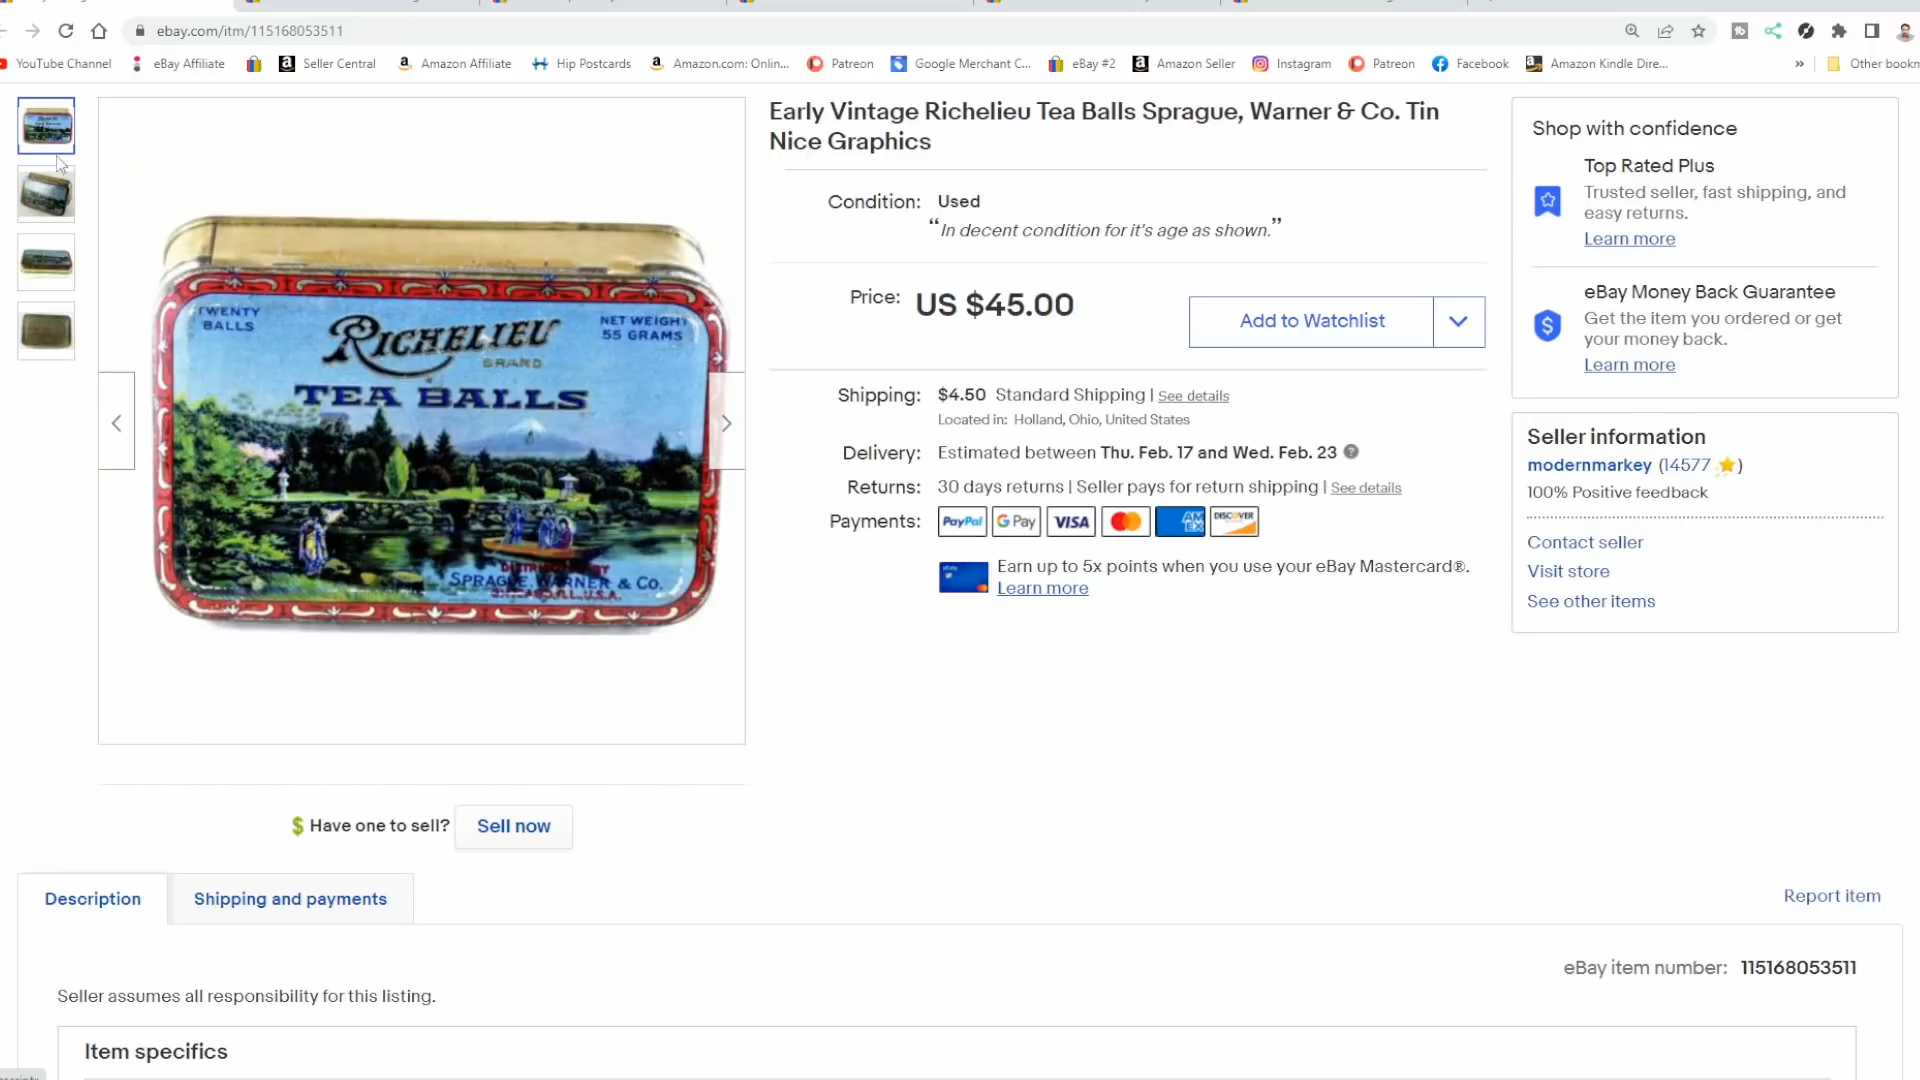 ebay.com/itm/115168053511
YouTube Channel
eBay Affiliate
Seller Central
Amazon Affiliate
Hip Postcards
Amazon.com: Onlin...
Patreon
Google Merchant C...
eBay #2
Amazon Seller
Instagram
Patreon
Facebook
Amazon Kindle Dire...
»
Other bookm
Early Vintage Richelieu Tea Balls Sprague, Warner & Co. Tin
Nice Graphics
Condition: Used
“In decent condition for it's age as shown.”
Price: US $45.00
Add to Watchlist
Shipping: $4.50 Standard Shipping | See details
Located in: Holland, Ohio, United States
Delivery: Estimated between Thu. Feb. 17 and Wed. Feb. 23
Returns: 30 days returns | Seller pays for return shipping | See details
Payments: PayPal G Pay VISA AM EX DISCOVER
Earn up to 5x points when you use your eBay Mastercard®.
Learn more
Shop with confidence
Top Rated Plus
Trusted seller, fast shipping, and
easy returns.
Learn more
eBay Money Back Guarantee
Get the item you ordered or get
your money back.
Learn more
Seller information
modernmarkey (14577 )
100% Positive feedback
Contact seller
Visit store
See other items
TWENTY
BALLS
RICHELIEU
BRAND
NET WEIGHT
55 GRAMS
TEA BALLS
DISTRIBUTED BY
SPRAGUE, WARNER & CO.
CHICAGO, ILL., U.S.A.
Have one to sell? Sell now
Description
Shipping and payments
Report item
eBay item number: 115168053511
Seller assumes all responsibility for this listing.
Item specifics